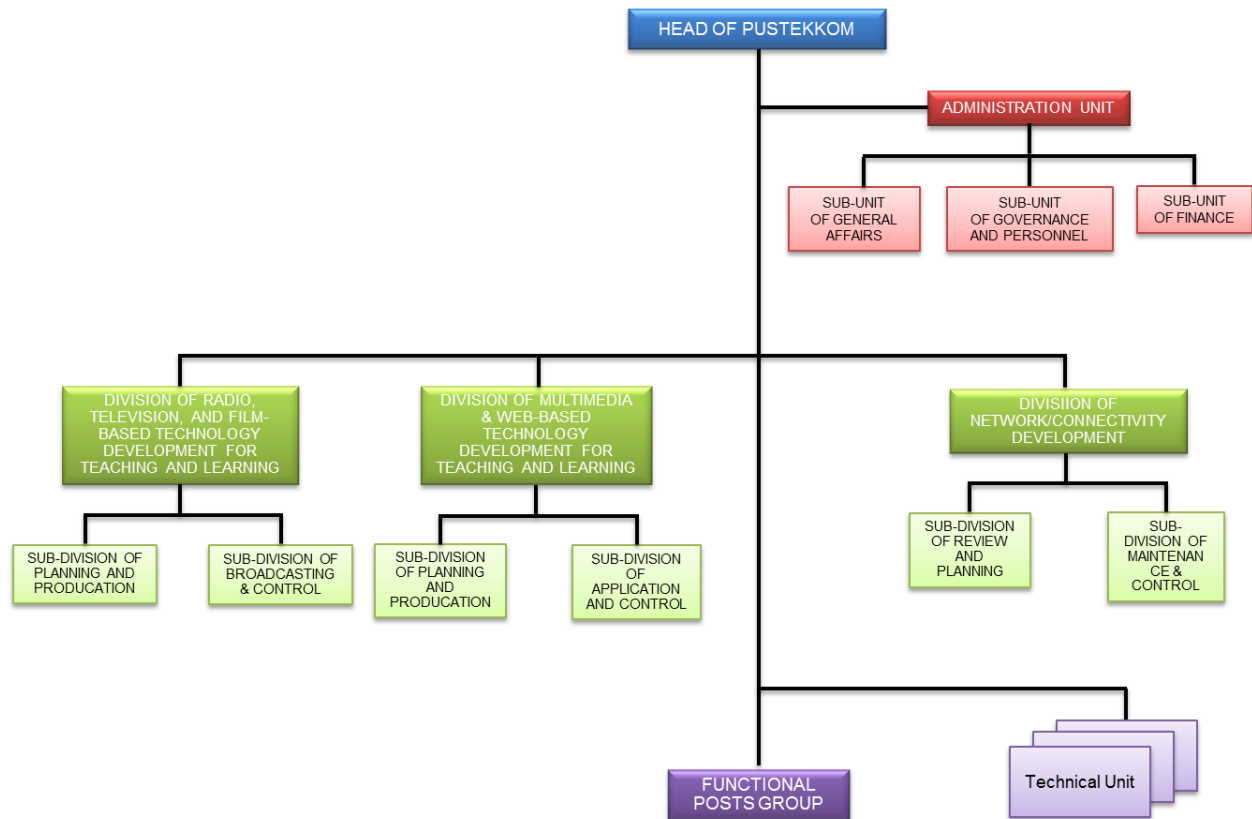 HEAD OF PUSTEKKOM
ADMINISTRATION UNIT
SUB-UNIT
OF GENERAL
AFFAIRS
SUB-UNIT
OF GOVERNANCE
AND PERSONNEL
SUB-UNIT
OF FINANCE
DIVISION OF RADIO,
TELEVISION, AND FILM-
BASED TECHNOLOGY
DEVELOPMENT FOR
TEACHING AND LEARNING
DIVISION OF MULTIMEDIA
& WEB-BASED
TECHNOLOGY
DEVELOPMENT FOR
TEACHING AND LEARNING
DIVISIION OF
NETWORK/CONNECTIVITY
DEVELOPMENT
SUB-DIVISION OF
PLANNING AND
PRODUCATION
SUB-DIVISION OF
BROADCASTING
& CONTROL
SUB-DIVISION
OF PLANNING
AND
PRODUCATION
SUB-DIVISION
OF
APPLICATION
AND CONTROL
SUB-DIVISION
OF REVIEW
AND
PLANNING
SUB-
DIVISION OF
MAINTENAN
CE &
CONTROL
FUNCTIONAL
POSTS GROUP
Technical Unit